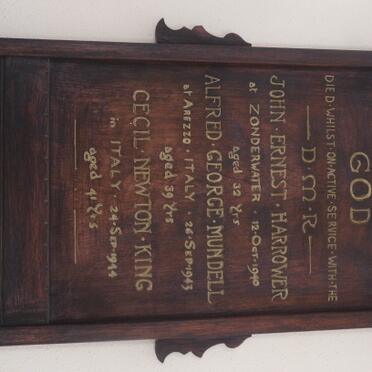 GOD
DIED·WHILST·ON·ACTIVE·SERVICE·WITH·THE
— D·M·R —
JOHN·ERNEST·HARROWER
at ZONDERWATER·12·OCT·1940
aged 32 Yrs
ALFRED·GEORGE·MUNDELL
at AREZZO·ITALY·26·SEP·1943
aged 39 Yrs
CECIL·NEWTON·KING
in ITALY·24·SEP·1944
aged 41 Yrs